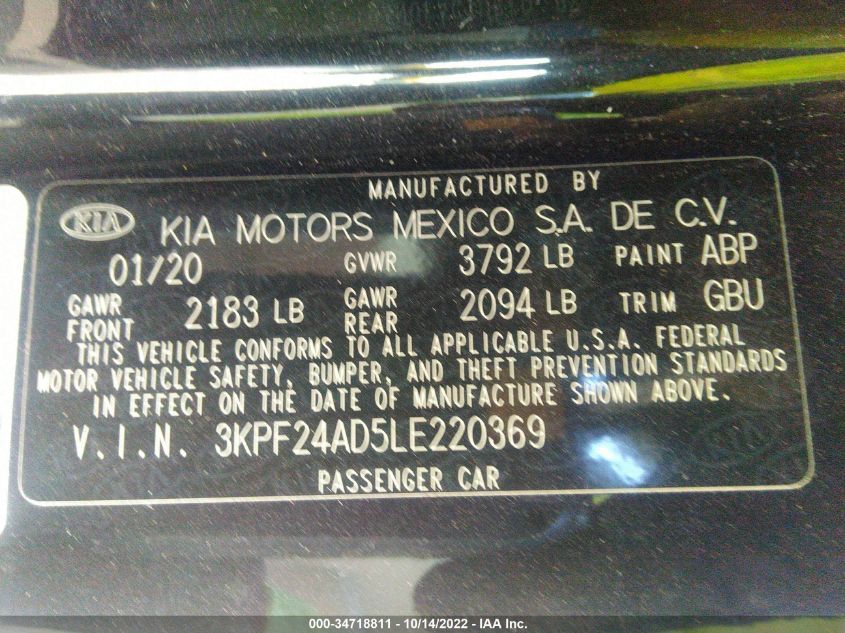 MANUFACTURED BY
KIA KIA MOTORS MEXICO S.A. DE C.V.
01/20 GVWR 3792 LB PAINT ABP
GAWR FRONT 2183 LB GAWR REAR 2094 LB TRIM GBU
THIS VEHICLE CONFORMS TO ALL APPLICABLE U.S.A. FEDERAL
MOTOR VEHICLE SAFETY, BUMPER, AND THEFT PREVENTION STANDARDS
IN EFFECT ON THE DATE OF MANUFACTURE SHOWN ABOVE.
V.I.N. 3KPF24AD5LE220369
PASSENGER CAR
000-34718811 - 10/14/2022 - IAA Inc.